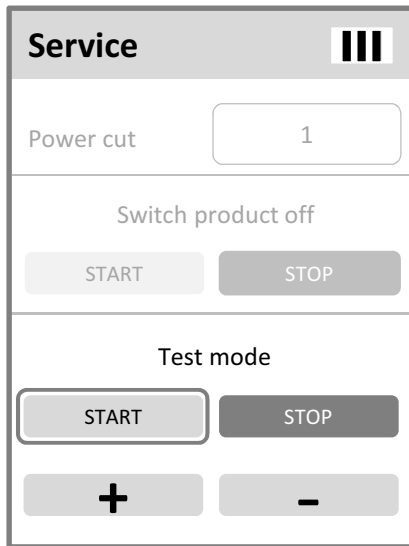 Service
Power cut 1
Switch product off
START STOP
Test mode
START STOP
+ -